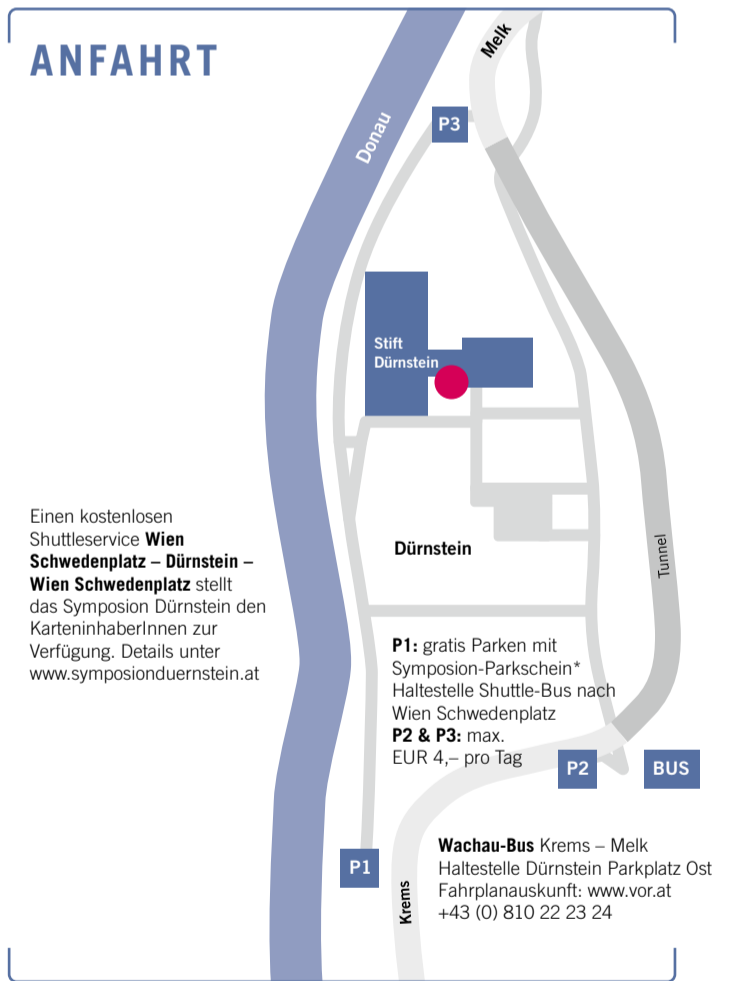 ANFAHRT
Melk
P3
Donau
Stift
Dürnstein
Einen kostenlosen
Shuttleservice Wien
Schwedenplatz – Dürnstein –
Wien Schwedenplatz stellt
das Symposion Dürnstein den
KarteninhaberInnen zur
Verfügung. Details unter
www.symposionduernstein.at
Dürnstein
Tunnel
P1: gratis Parken mit
Symposion-Parkschein*
Haltestelle Shuttle-Bus nach
Wien Schwedenplatz
P2 & P3: max.
EUR 4,– pro Tag
P2
BUS
P1
Krems
Wachau-Bus Krems – Melk
Haltestelle Dürnstein Parkplatz Ost
Fahrplanauskunft: www.vor.at
+43 (0) 810 22 23 24